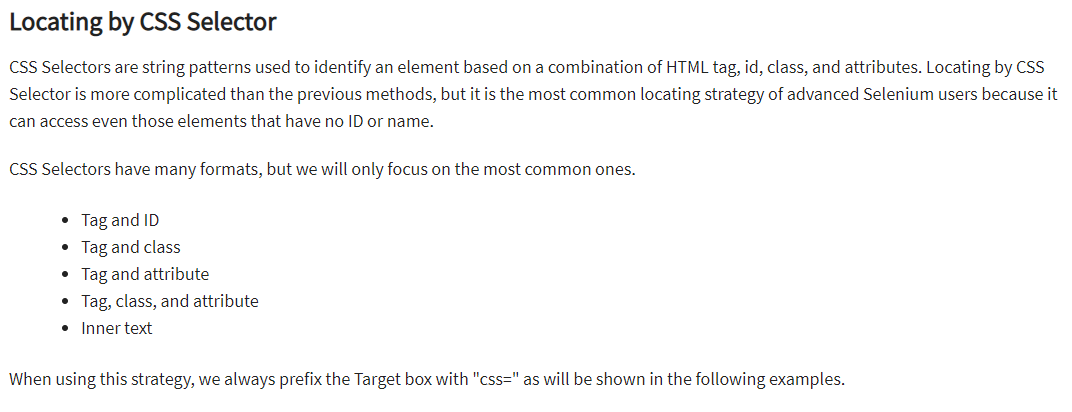 Locating by CSS Selector
CSS Selectors are string patterns used to identify an element based on a combination of HTML tag, id, class, and attributes. Locating by CSS
Selector is more complicated than the previous methods, but it is the most common locating strategy of advanced Selenium users because it
can access even those elements that have no ID or name.
CSS Selectors have many formats, but we will only focus on the most common ones.
• Tag and ID
• Tag and class
• Tag and attribute
• Tag, class, and attribute
• Inner text
When using this strategy, we always prefix the Target box with "css=" as will be shown in the following examples.